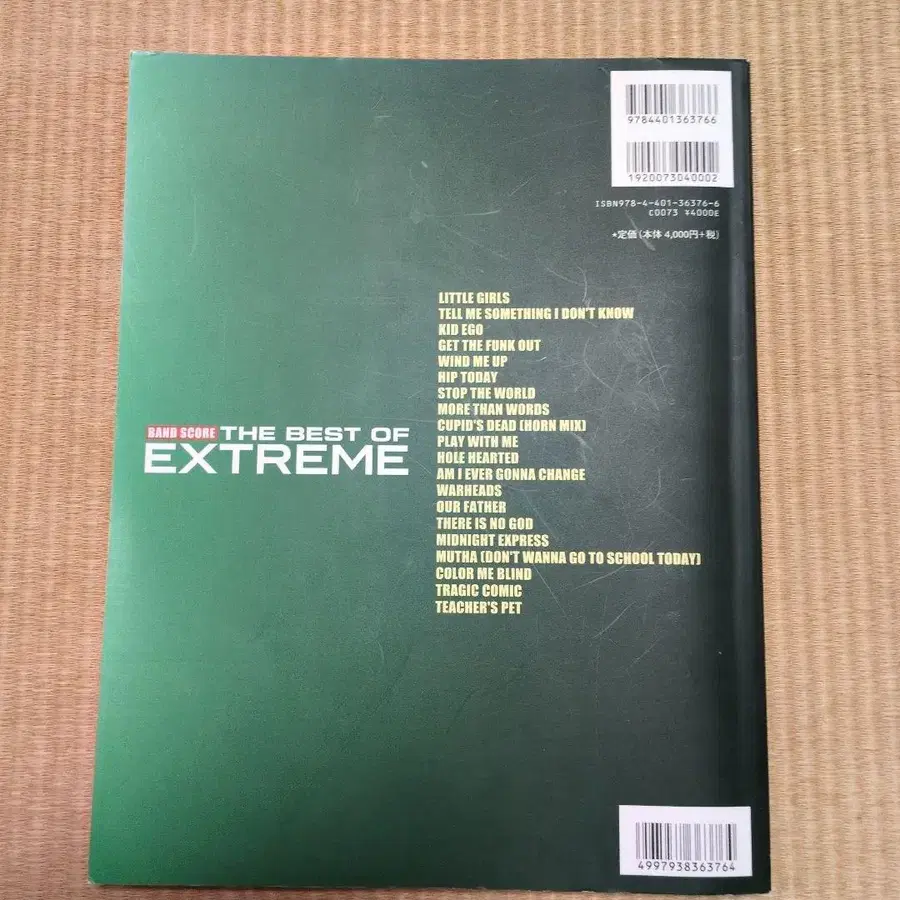 9784401363766
1920073040002
ISBN978-4-401-36376-6
C0073 ¥4000E
★定価(本体 4,000円+税)
LITTLE GIRLS
TELL ME SOMETHING I DON'T KNOW
KID EGO
GET THE FUNK OUT
WIND ME UP
HIP TODAY
STOP THE WORLD
MORE THAN WORDS
CUPID'S DEAD (HORN MIX)
PLAY WITH ME
HOLE HEARTED
AM I EVER GONNA CHANGE
WARHEADS
OUR FATHER
THERE IS NO GOD
MIDNIGHT EXPRESS
MUTHA (DON'T WANNA GO TO SCHOOL TODAY)
COLOR ME BLIND
TRAGIC COMIC
TEACHER'S PET
BAND SCORE THE BEST OF
EXTREME
4997938363764